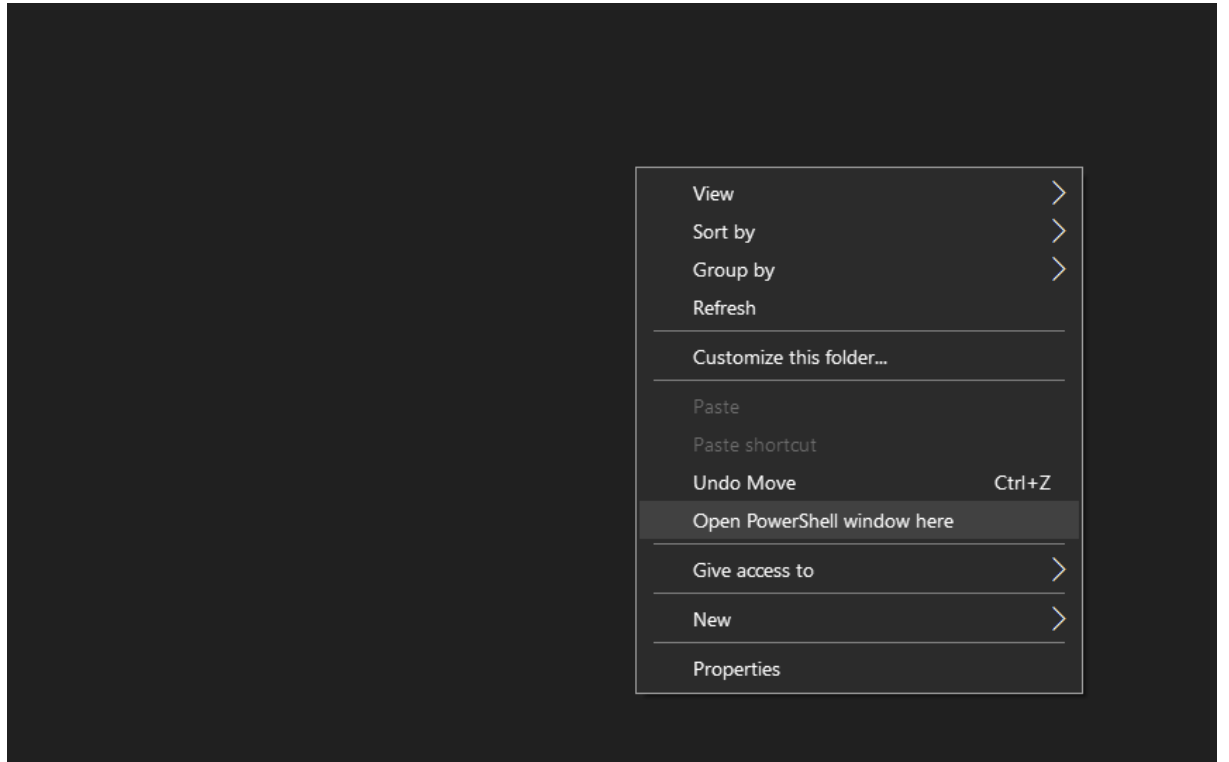 View
Sort by
Group by
Refresh
Customize this folder...
Paste
Paste shortcut
Undo Move Ctrl+Z
Open PowerShell window here
Give access to
New
Properties